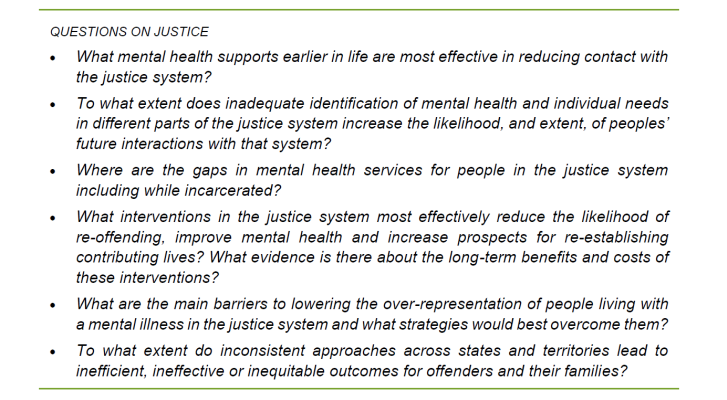 QUESTIONS ON JUSTICE
• What mental health supports earlier in life are most effective in reducing contact with
the justice system?
• To what extent does inadequate identification of mental health and individual needs
in different parts of the justice system increase the likelihood, and extent, of peoples’
future interactions with that system?
• Where are the gaps in mental health services for people in the justice system
including while incarcerated?
• What interventions in the justice system most effectively reduce the likelihood of
re-offending, improve mental health and increase prospects for re-establishing
contributing lives? What evidence is there about the long-term benefits and costs of
these interventions?
• What are the main barriers to lowering the over-representation of people living with
a mental illness in the justice system and what strategies would best overcome them?
• To what extent do inconsistent approaches across states and territories lead to
inefficient, ineffective or inequitable outcomes for offenders and their families?